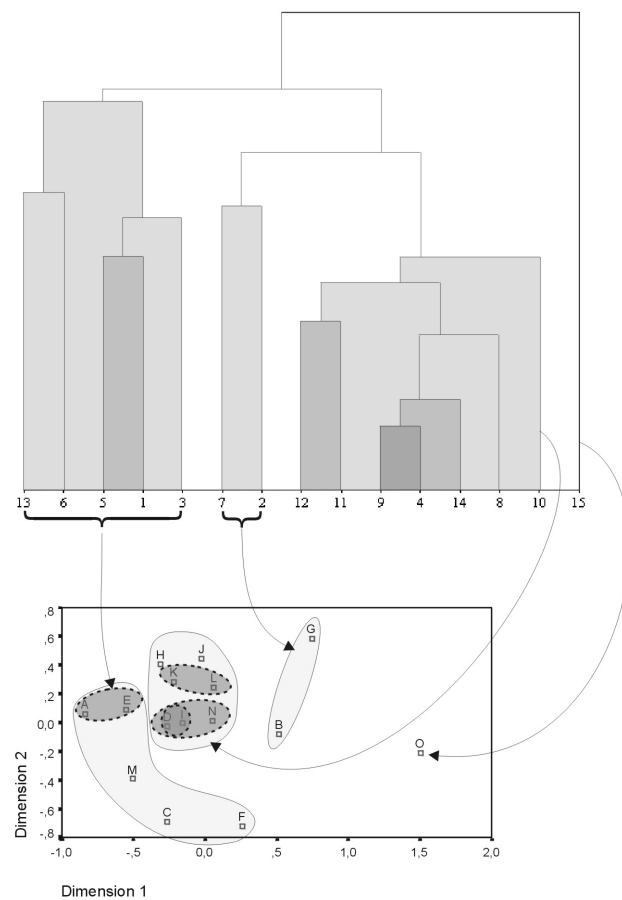 13 6 5 1 3 7 2 12 11 9 4 14 8 10 15
,8
,6
,4
,2
0,0
-,2
-,4
-,6
-,8
G
H J
K L
A E
D I N
B
O
M
C F
-1,0 -,5 0,0 ,5 1,0 1,5 2,0
Dimension 2
Dimension 1